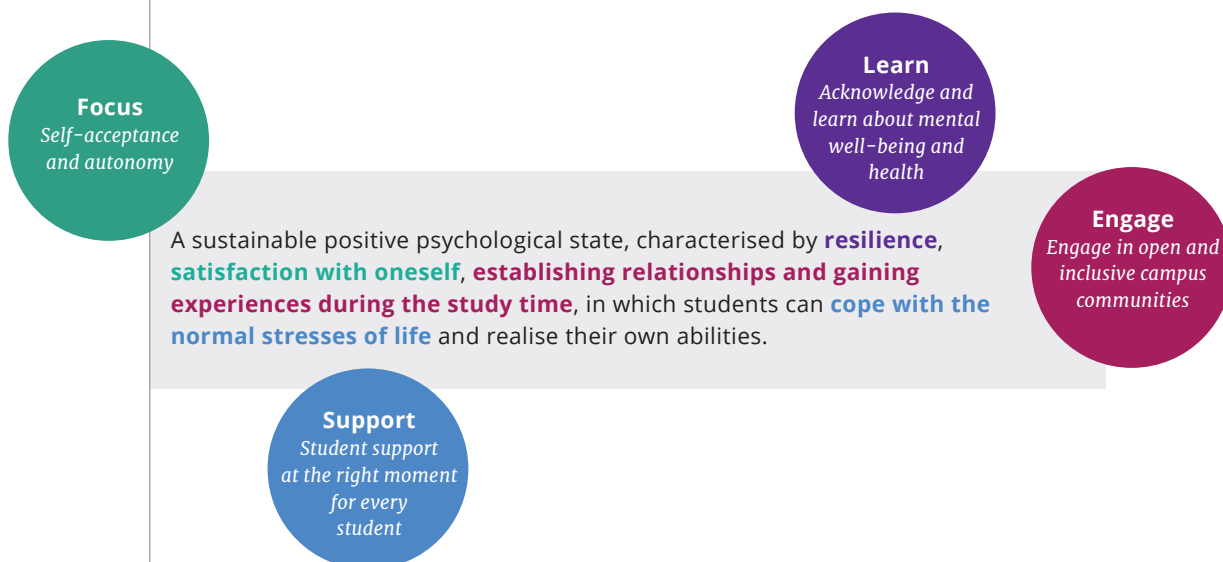 Focus
Self-acceptance
and autonomy
Learn
Acknowledge and
learn about mental
well-being and
health
Engage
Engage in open and
inclusive campus
communities
A sustainable positive psychological state, characterised by resilience,
satisfaction with oneself, establishing relationships and gaining
experiences during the study time, in which students can cope with the
normal stresses of life and realise their own abilities.
Support
Student support
at the right moment
for every
student